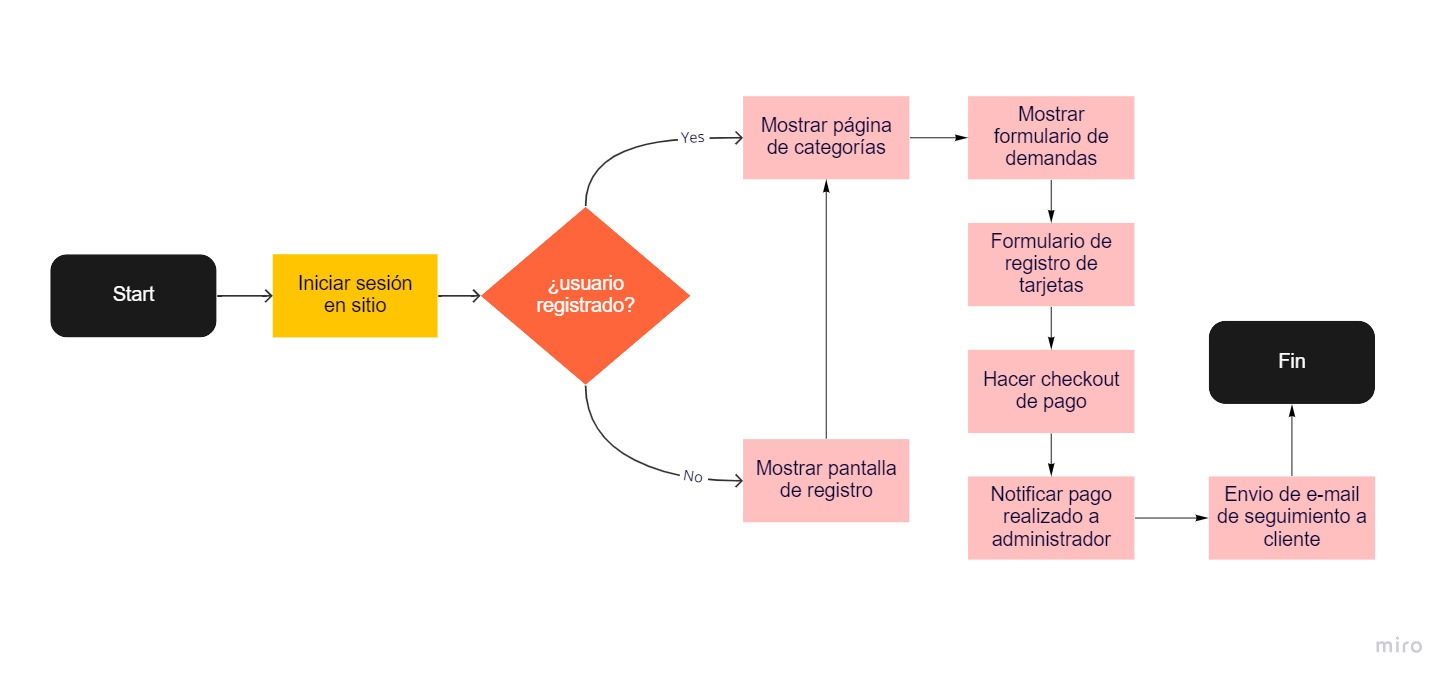 Start
Iniciar sesión
en sitio
¿usuario
registrado?
Yes
No
Mostrar página
de categorías
Mostrar pantalla
de registro
Mostrar
formulario de
demandas
Formulario de
registro de
tarjetas
Hacer checkout
de pago
Notificar pago
realizado a
administrador
Envio de e-mail
de seguimiento a
cliente
Fin
miro